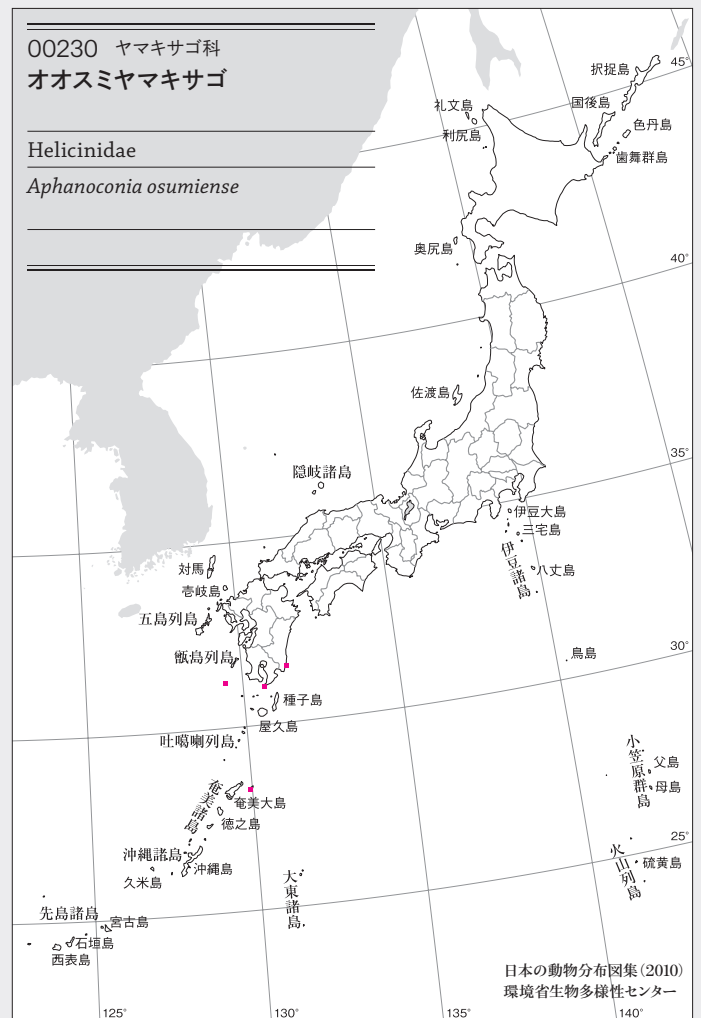 00230 ヤマキサゴ科
オオスミヤマキサゴ
Helicinidae
Aphanoconia osumiense
択捉島
45°
礼文島
国後島
利尻島
色丹島
歯舞群島
奥尻島
40°
佐渡島
35°
隠岐諸島
伊豆大島
三宅島
伊豆諸島
八丈島
対馬
壱岐島
五島列島
甑島列島
鳥島
30°
種子島
屋久島
吐噶喇列島
小笠原群島
父島
母島
奄美諸島
奄美大島
徳之島
25°
沖縄諸島
沖縄島
久米島
火山列島
硫黄島
大東諸島
先島諸島
宮古島
石垣島
西表島
日本の動物分布図集(2010)
環境省生物多様性センター
125°
130°
135°
140°